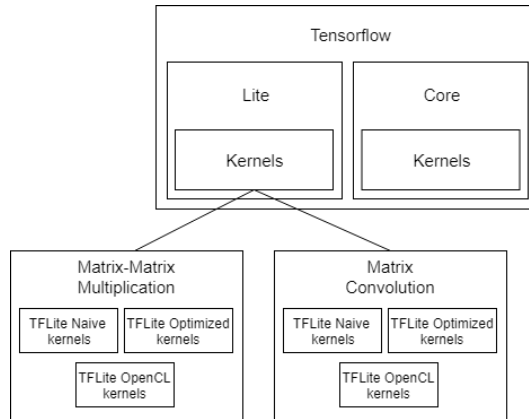 Tensorflow
Lite
Core
Kernels
Kernels
Matrix-Matrix
Multiplication
TFLite Naive
kernels
TFLite Optimized
kernels
TFLite OpenCL
kernels
Matrix
Convolution
TFLite Naive
kernels
TFLite Optimized
kernels
TFLite OpenCL
kernels